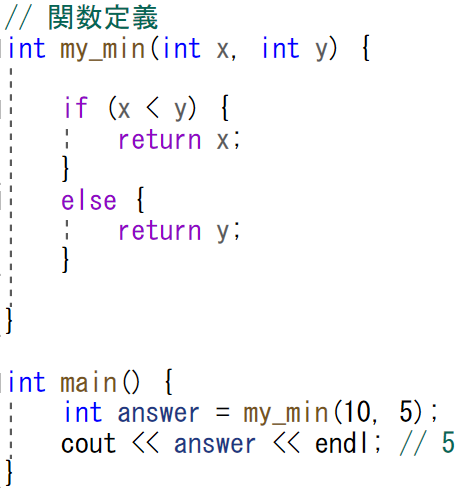 // 関数定義
int my_min(int x, int y) {
if (x < y) {
return x;
}
else {
return y;
}
}
int main() {
int answer = my_min(10, 5);
cout << answer << endl; // 5
}